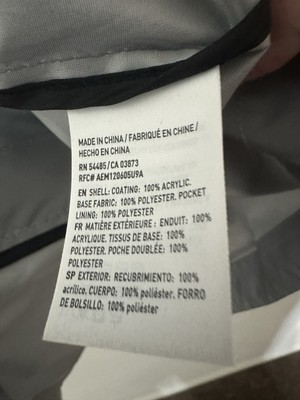 MADE IN CHINA / FABRIQUÉ EN CHINE /
HECHO EN CHINA
RN 54485 / CA 03873
RFC# AEM120605U9A
EN SHELL: COATING: 100% ACRYLIC.
BASE FABRIC: 100% POLYESTER. POCKET
LINING: 100% POLYESTER
FR MATIÈRE EXTÉRIEURE : ENDUIT: 100%
ACRYLIQUE. TISSUS DE BASE: 100%
POLYESTER. POCHE DOUBLÉE: 100%
POLYESTER
SP EXTERIOR: RECUBRIMIENTO: 100%
acrílico. CUERPO: 100% poliéster. FORRO
DE BOLSILLO: 100% poliéster